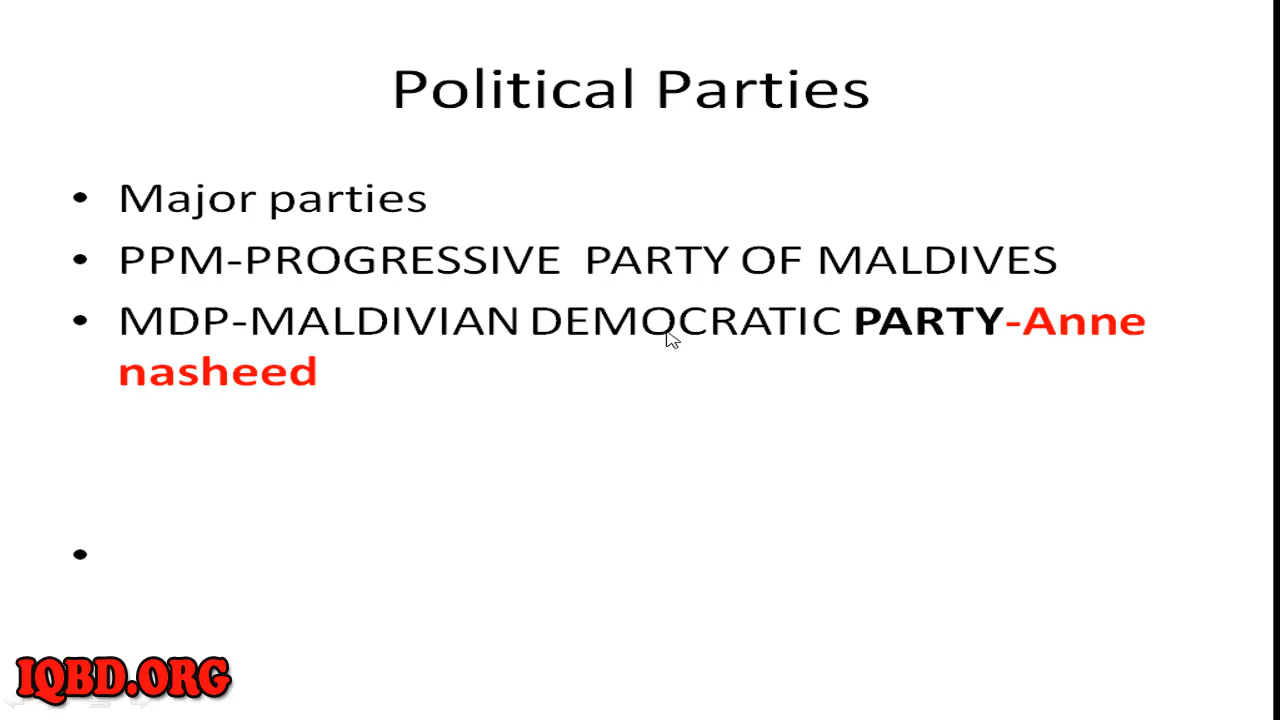 Political Parties
• Major parties
• PPM-PROGRESSIVE PARTY OF MALDIVES
• MDP-MALDIVIAN DEMOCRATIC PARTY-Anne
nasheed
•
IQBD.ORG